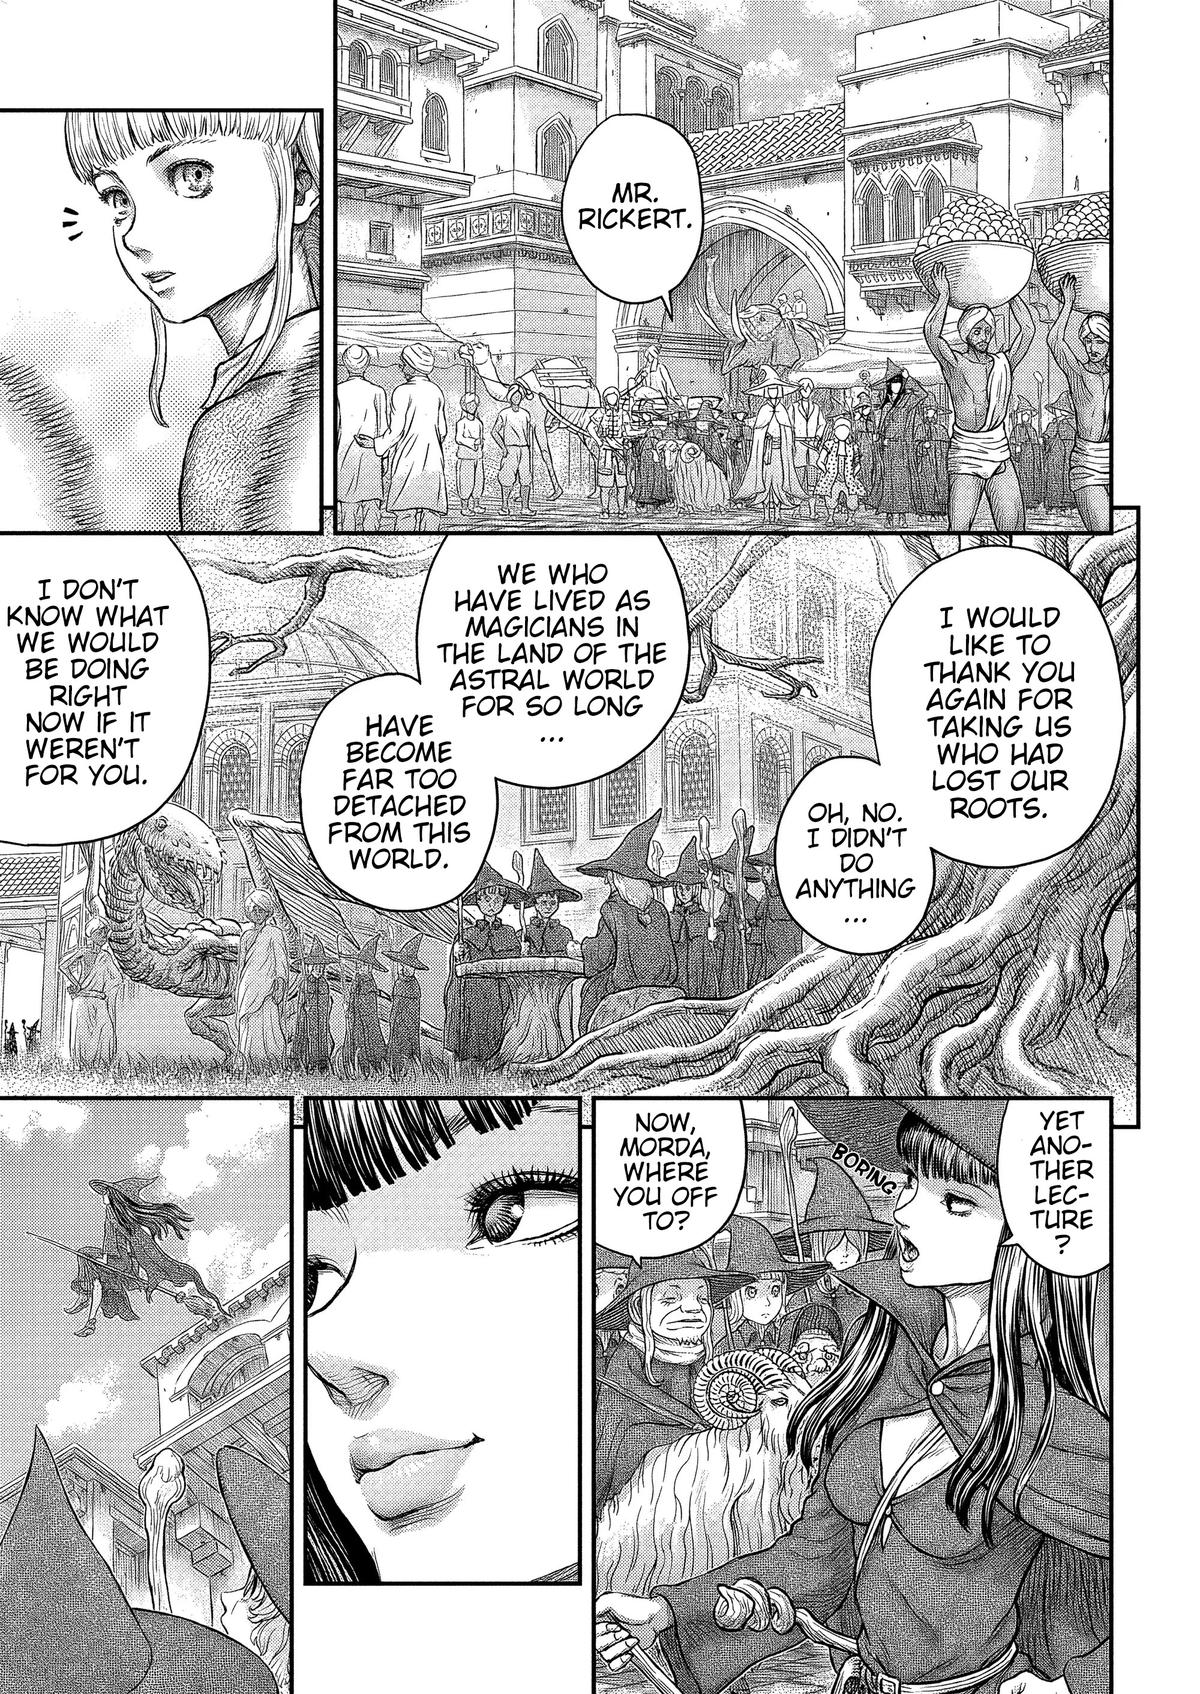 MR.
RICKERT.
I WOULD
LIKE TO
THANK YOU
AGAIN FOR
TAKING US
WHO HAD
LOST OUR
ROOTS.
OH, NO.
I DIDN'T
DO
ANYTHING
...
WE WHO
HAVE LIVED AS
MAGICIANS IN
THE LAND OF THE
ASTRAL WORLD
FOR SO LONG
...
HAVE
BECOME
FAR TOO
DETACHED
FROM THIS
WORLD.
I DON'T
KNOW WHAT
WE WOULD
BE DOING
RIGHT
NOW IF IT
WEREN'T
FOR YOU.
YET
ANO-
THER
LEC-
TURE
?
BORING
NOW,
MORDA,
WHERE
YOU OFF
TO?